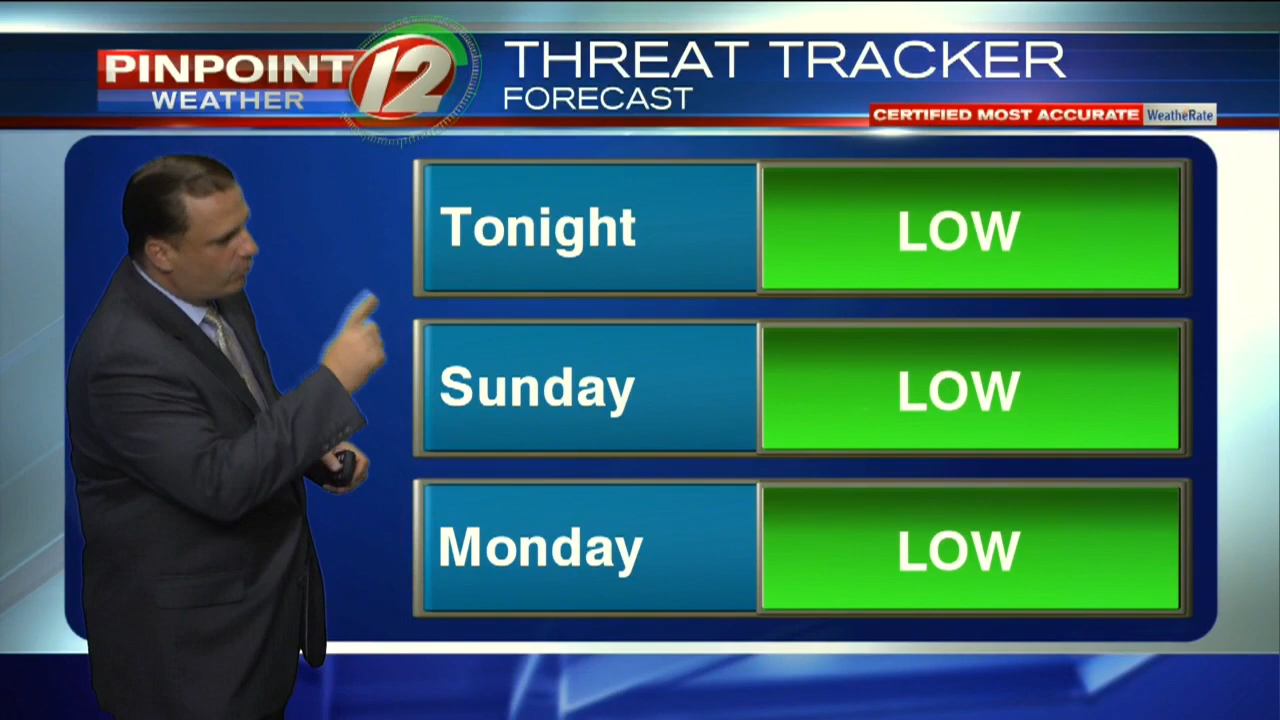 PINPOINT 12
WEATHER
THREAT TRACKER
FORECAST
CERTIFIED MOST ACCURATE WeatheRate
Tonight LOW
Sunday LOW
Monday LOW